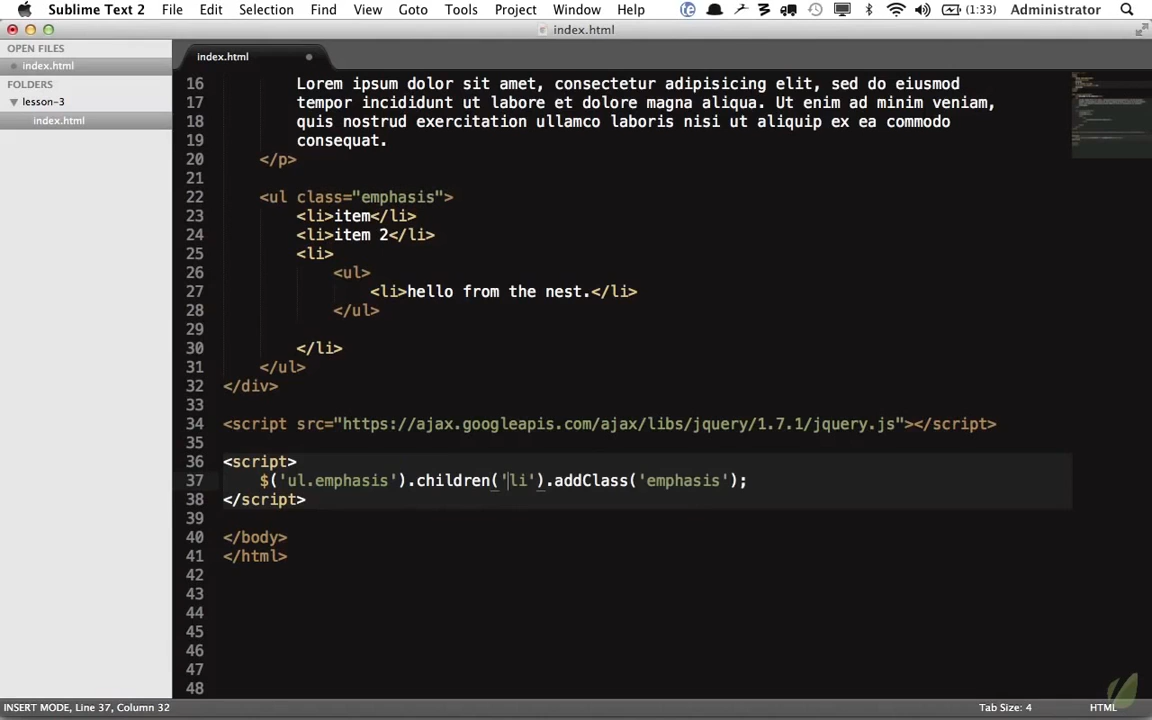 Sublime Text 2 File Edit Selection Find View Goto Tools Project Window Help (1:33) Administrator
index.html
OPEN FILES
index.html
FOLDERS
lesson-3
index.html
index.html
16 Lorem ipsum dolor sit amet, consectetur adipisicing elit, sed do eiusmod
17 tempor incididunt ut labore et dolore magna aliqua. Ut enim ad minim veniam,
18 quis nostrud exercitation ullamco laboris nisi ut aliquip ex ea commodo
19 consequat.
20 </p>
21
22 <ul class="emphasis">
23 <li>item</li>
24 <li>item 2</li>
25 <li>
26 <ul>
27 <li>hello from the nest.</li>
28 </ul>
29
30 </li>
31 </ul>
32 </div>
33
34 <script src="https://ajax.googleapis.com/ajax/libs/jquery/1.7.1/jquery.js"></script>
35
36 <script>
37 $('ul.emphasis').children('li').addClass('emphasis');
38 </script>
39
40 </body>
41 </html>
42
43
44
45
46
47
48
INSERT MODE, Line 37, Column 32 Tab Size: 4 HTML